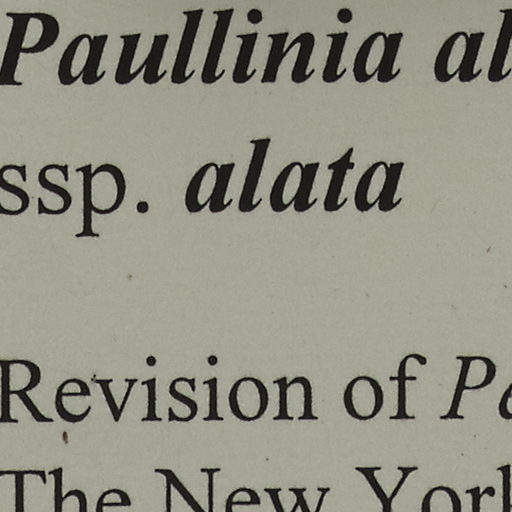 Paullinia al
ssp. alata
Revision of Pa
The New York